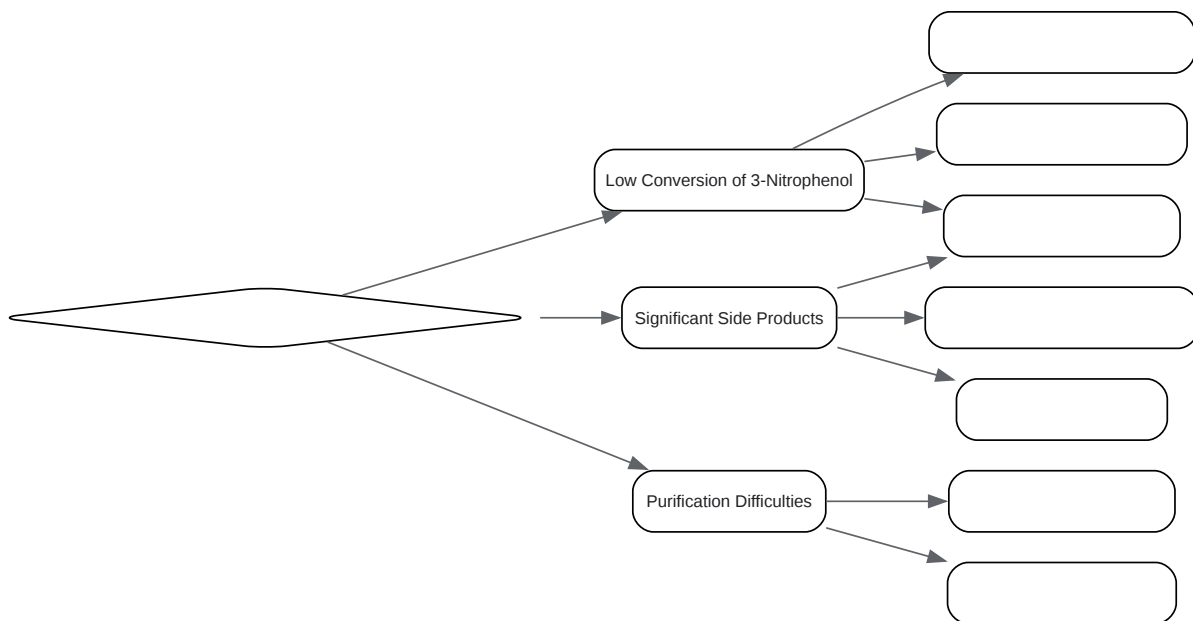 Low Conversion of 3-Nitrophenol
Significant Side Products
Purification Difficulties